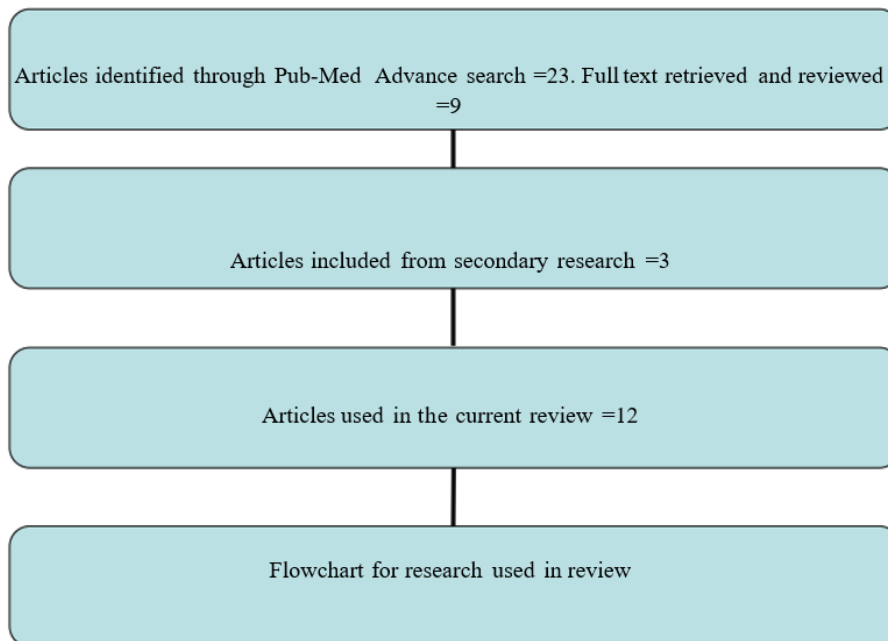 Articles identified through Pub-Med Advance search =23. Full text retrieved and reviewed
=9
Articles included from secondary research =3
Articles used in the current review =12
Flowchart for research used in review